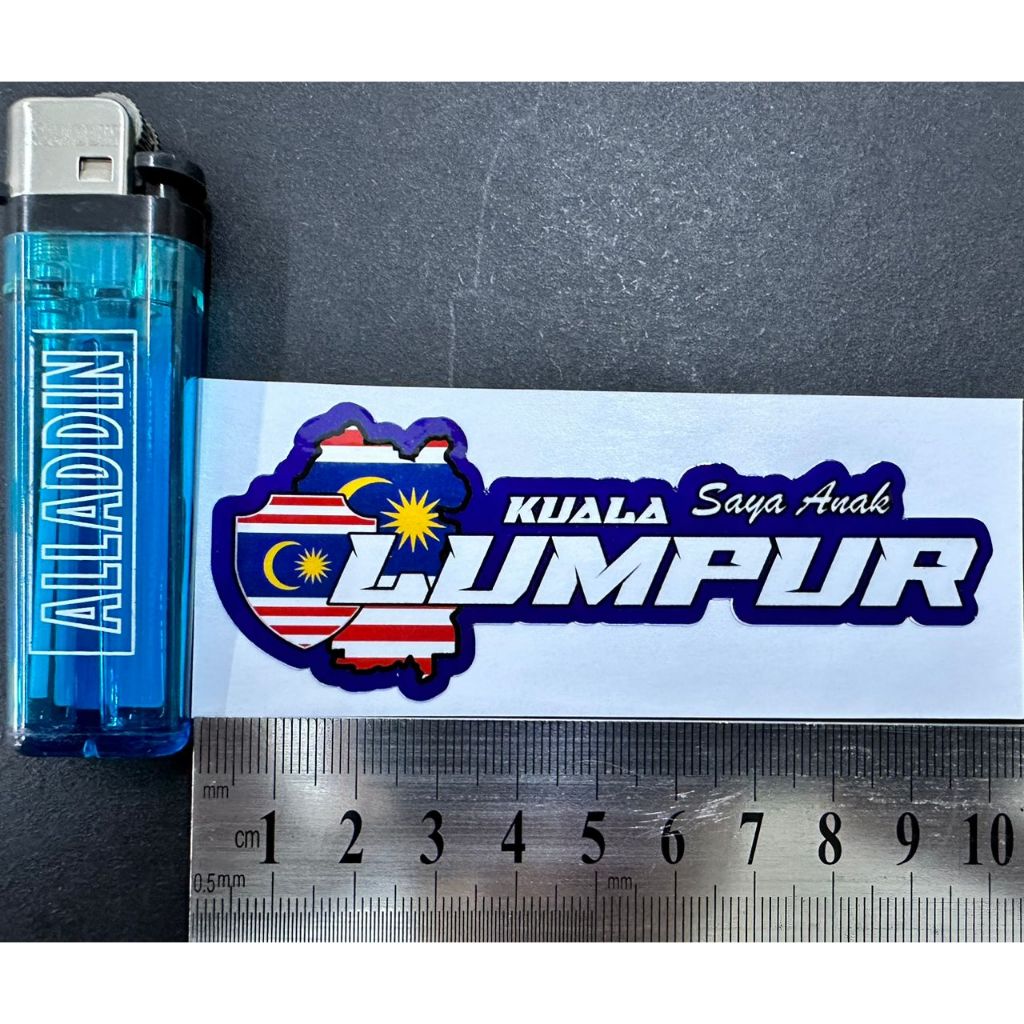 ALLADDIN
Saya Anak
KUALA
LUMPUR
mm
cm 1 2 3 4 5 6 7 8 9 10
0.5mm mm